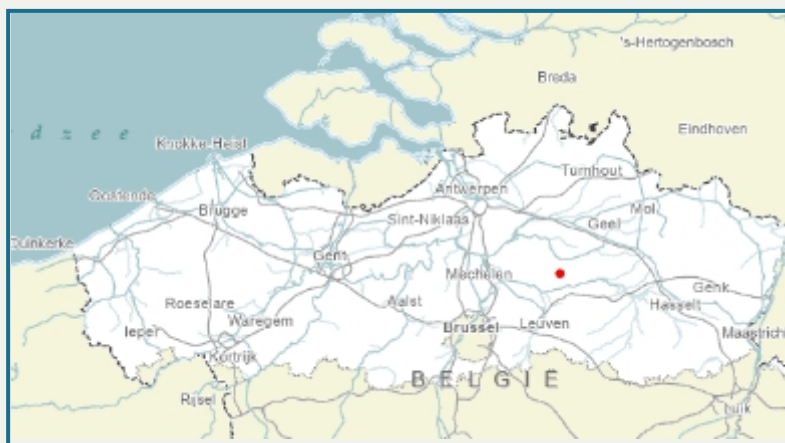 's-Hertogenbosch
Breda
d z e e
Eindhoven
Knokke-Heist
Turnhout
Oostende
Antwerpen
Brugge
Sint-Niklaas
Mol
Geel
Duinkerke
Gent
Mechelen
Genk
Roeselare
Aalst
Hasselt
Ieper
Waregem
Brussel
Leuven
Maastrich
Kortrijk
BELGIË
Rijsel
Luik